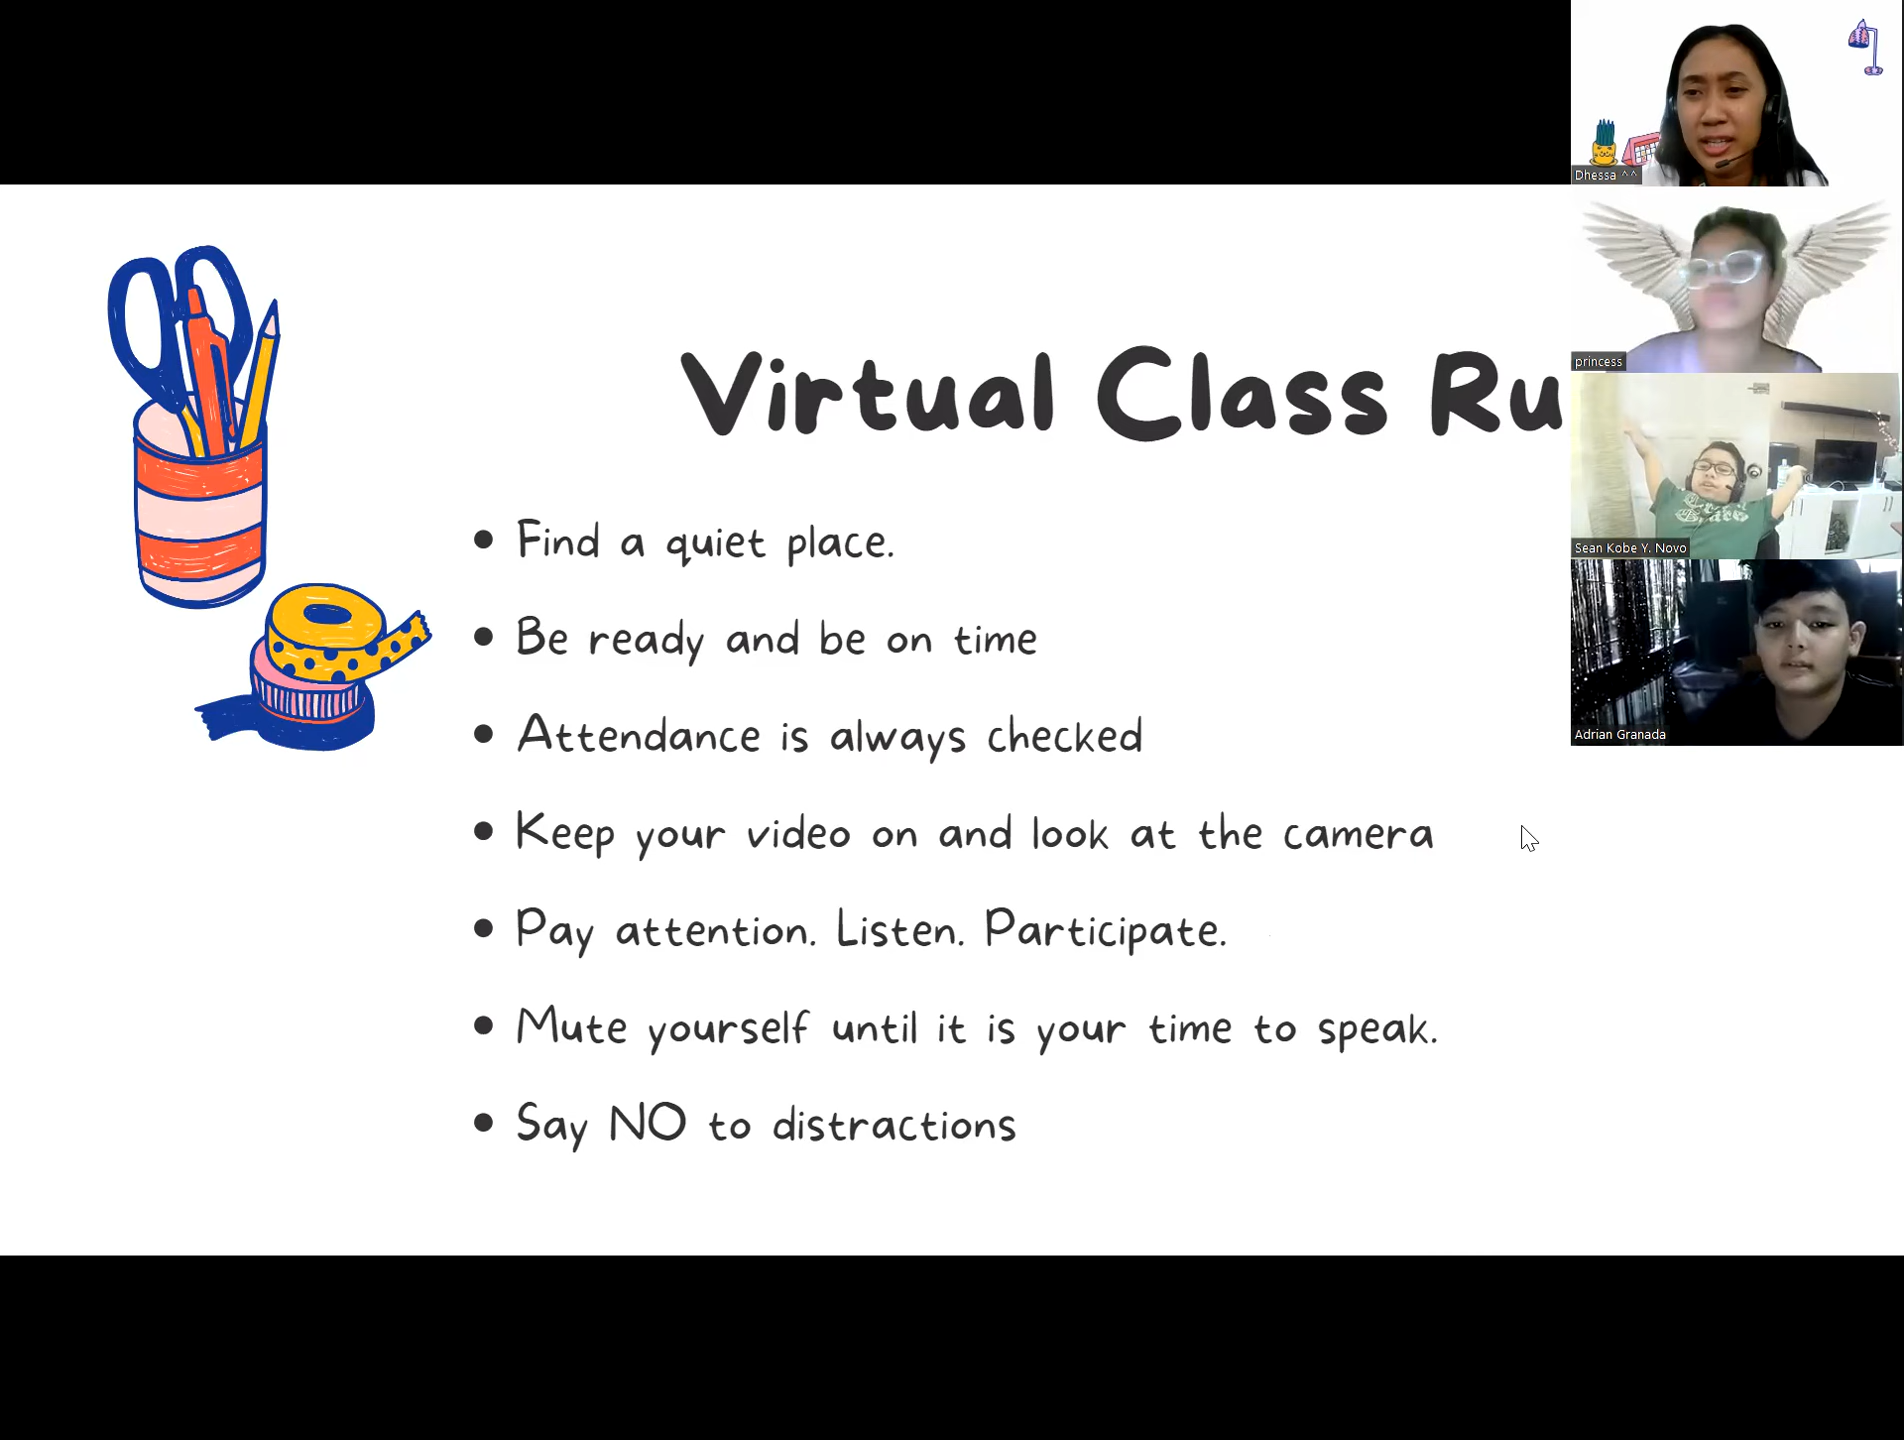 Dhessa ^^
princess
Virtual Class Ru
Sean Kobe Y. Novo
Adrian Granada
• Find a quiet place.
• Be ready and be on time
• Attendance is always checked
• Keep your video on and look at the camera
• Pay attention. Listen. Participate.
• Mute yourself until it is your time to speak.
• Say NO to distractions